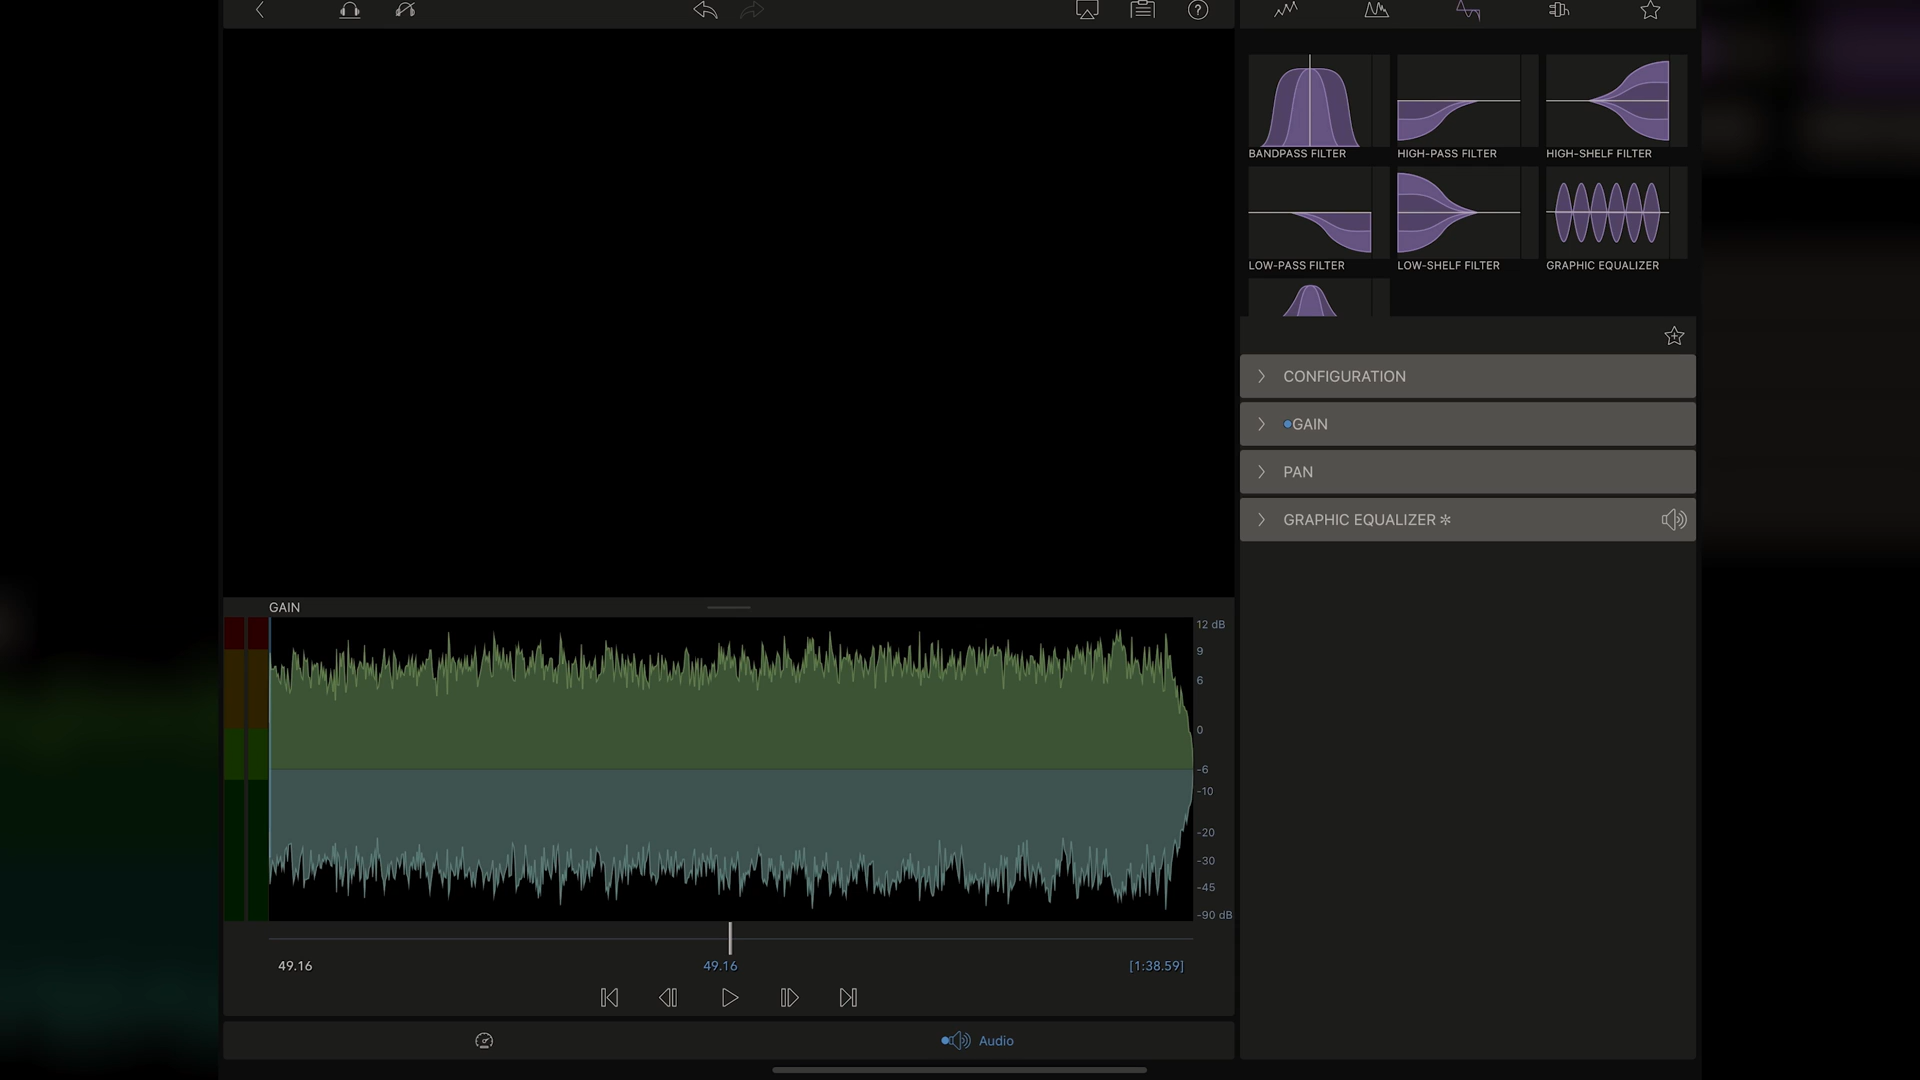 BANDPASS FILTER
HIGH-PASS FILTER
HIGH-SHELF FILTER
LOW-PASS FILTER
LOW-SHELF FILTER
GRAPHIC EQUALIZER
CONFIGURATION
GAIN
PAN
GRAPHIC EQUALIZER ✲
GAIN
12 dB
9
6
0
-6
-10
-20
-30
-45
-90 dB
49.16
49.16
[1:38.59]
Audio